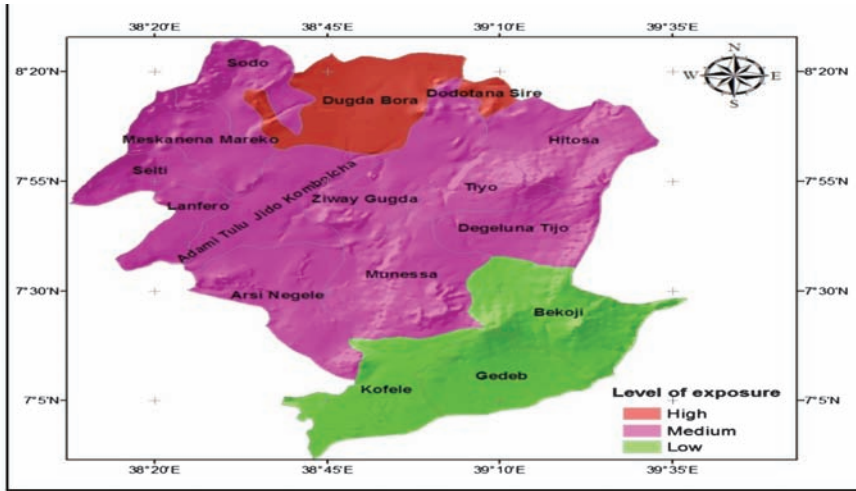 38°20'E 38°45'E 39°10'E 39°35'E
N
W E
S
8°20'N 8°20'N
Sodo
Dugda Bora
Dodotana Sire
Meskanena Mareko
Hitosa
Selti
7°55'N 7°55'N
Tiyo
Lanfero
Adami Tulu Jido Kombolcha
Ziway Gugda
Degeluna Tijo
Munessa
7°30'N 7°30'N
Arsi Negele
Bekoji
Gedeb
Kofele
7°5'N 7°5'N
Level of exposure
High
Medium
Low
38°20'E 38°45'E 39°10'E 39°35'E